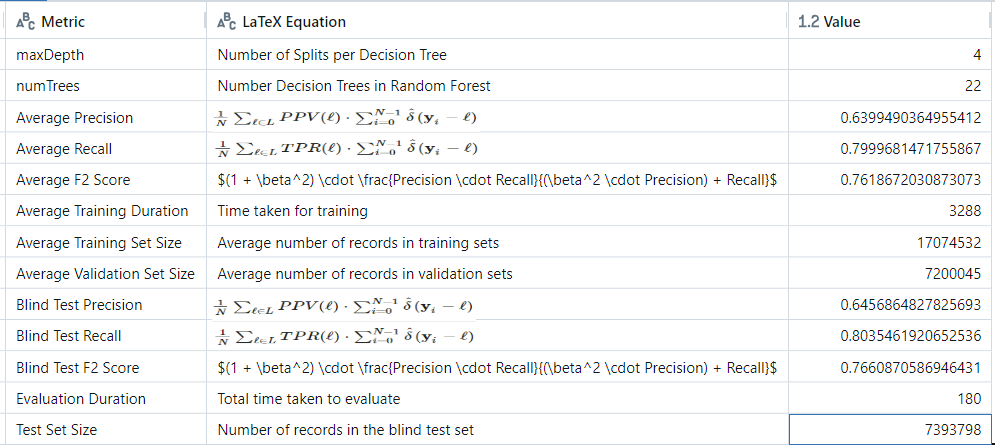 Metric LaTeX Equation 1.2 Value
maxDepth Number of Splits per Decision Tree 4
numTrees Number Decision Trees in Random Forest 22
Average Precision $\frac{1}{N} \sum_{\ell \in L} PPV(\ell) \cdot \sum_{i=0}^{N-1} \hat{\delta}(\mathbf{y}_i - \ell)$ 0.6399490364955412
Average Recall $\frac{1}{N} \sum_{\ell \in L} TPR(\ell) \cdot \sum_{i=0}^{N-1} \hat{\delta}(\mathbf{y}_i - \ell)$ 0.7999681471755867
Average F2 Score $(1 + \beta^2) \cdot \frac{Precision \cdot Recall}{(\beta^2 \cdot Precision) + Recall}$ 0.7618672030873073
Average Training Duration Time taken for training 3288
Average Training Set Size Average number of records in training sets 17074532
Average Validation Set Size Average number of records in validation sets 7200045
Blind Test Precision $\frac{1}{N} \sum_{\ell \in L} PPV(\ell) \cdot \sum_{i=0}^{N-1} \hat{\delta}(\mathbf{y}_i - \ell)$ 0.6456864827825693
Blind Test Recall $\frac{1}{N} \sum_{\ell \in L} TPR(\ell) \cdot \sum_{i=0}^{N-1} \hat{\delta}(\mathbf{y}_i - \ell)$ 0.8035461920652536
Blind Test F2 Score $(1 + \beta^2) \cdot \frac{Precision \cdot Recall}{(\beta^2 \cdot Precision) + Recall}$ 0.7660870586946431
Evaluation Duration Total time taken to evaluate 180
Test Set Size Number of records in the blind test set 7393798